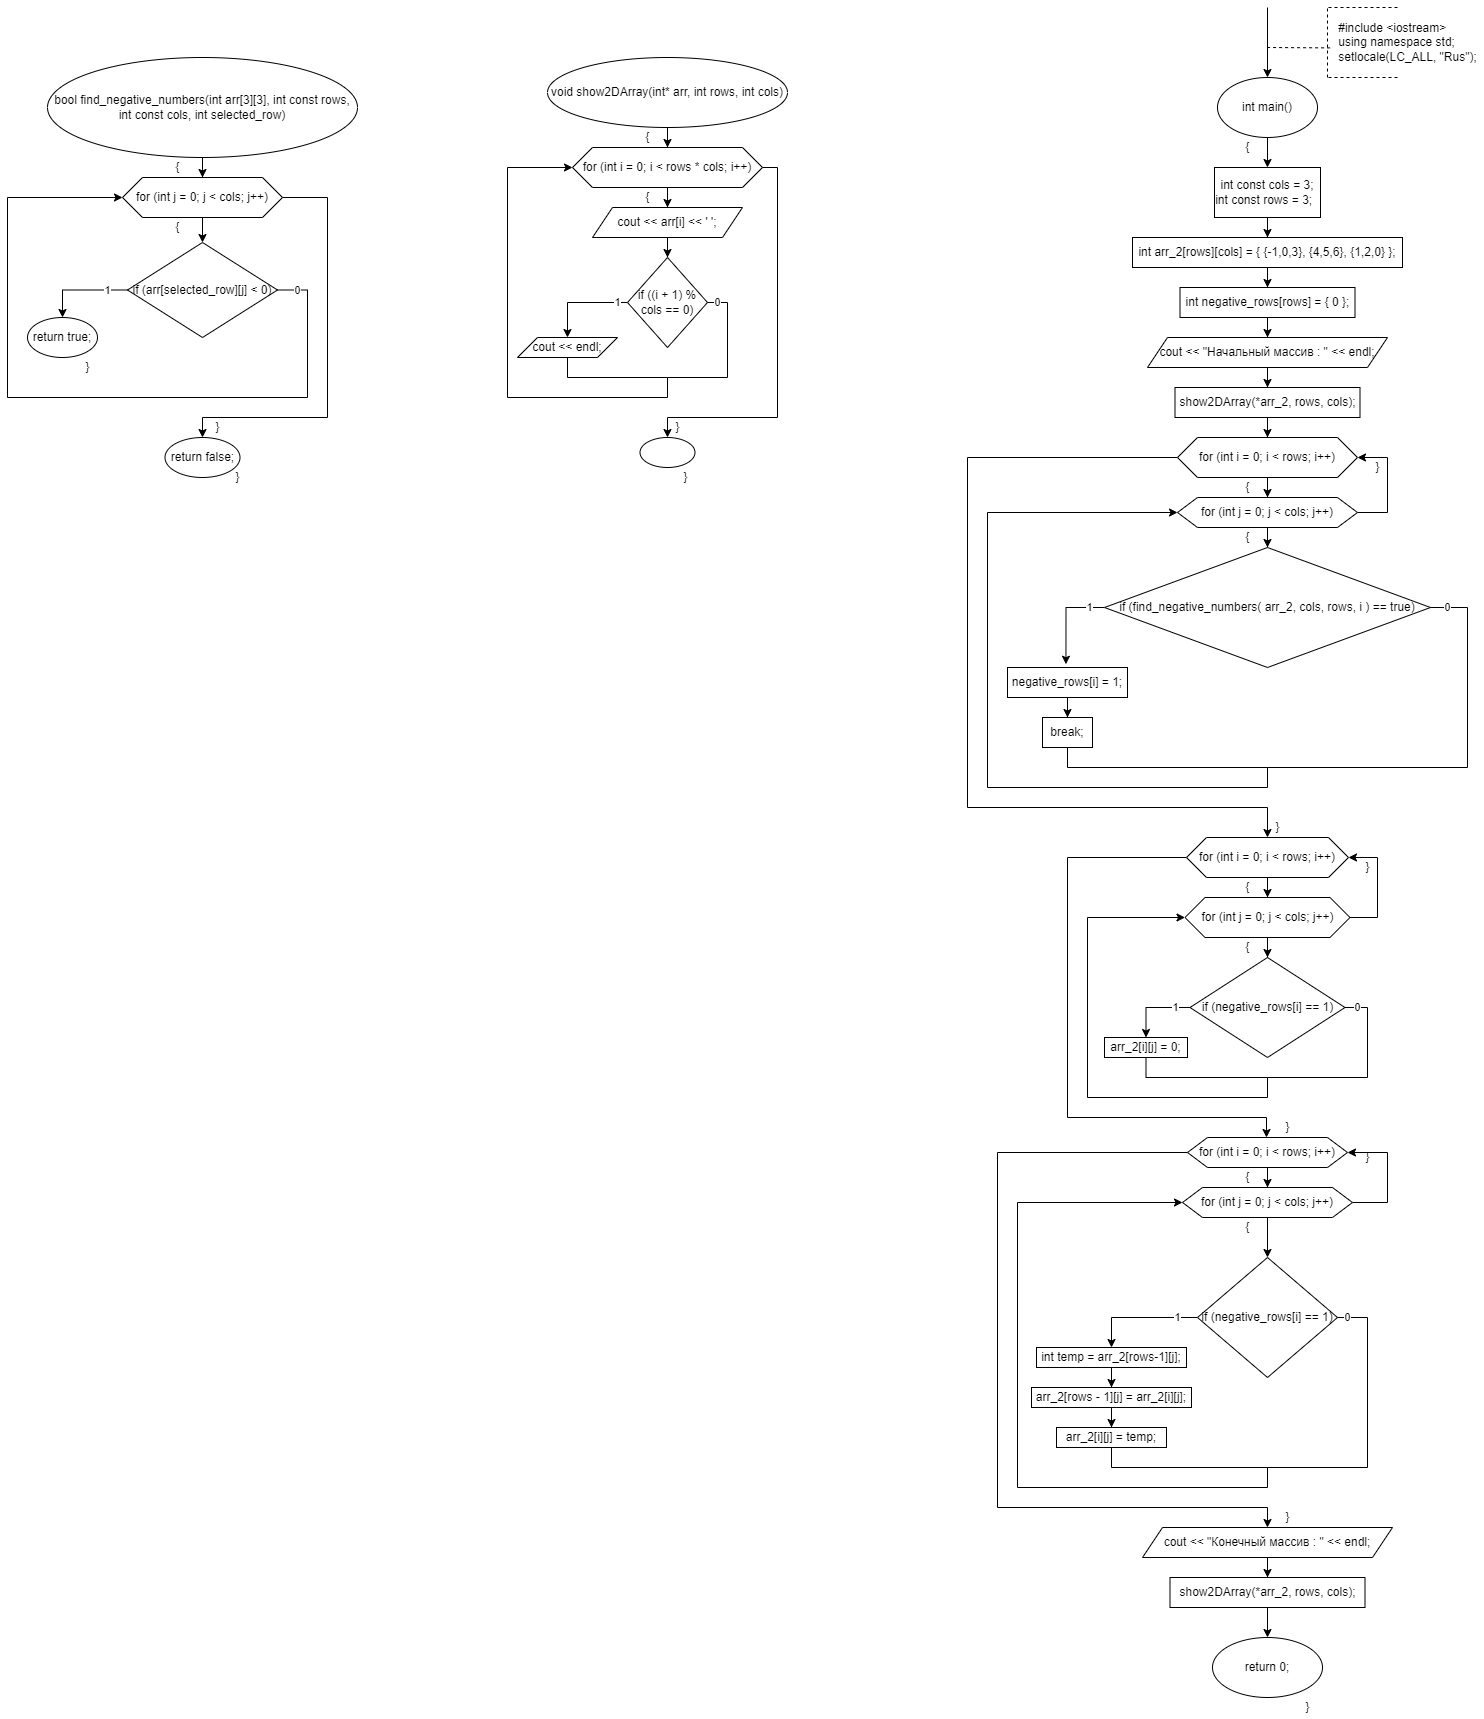 bool find_negative_numbers(int arr[3][3], int const rows,
int const cols, int selected_row)
{
for (int j = 0; j < cols; j++)
{
if (arr[selected_row][j] < 0)
1
0
return true;
}
}
return false;
}
void show2DArray(int* arr, int rows, int cols)
{
for (int i = 0; i < rows * cols; i++)
{
cout << arr[i] << ' ';
if ((i + 1) %
cols == 0)
1
0
cout << endl;
}
}
#include <iostream>
using namespace std;
setlocale(LC_ALL, "Rus");
int main()
{
int const cols = 3;
int const rows = 3;
int arr_2[rows][cols] = { {-1,0,3}, {4,5,6}, {1,2,0} };
int negative_rows[rows] = { 0 };
cout << "Начальный массив : " << endl;
show2DArray(*arr_2, rows, cols);
for (int i = 0; i < rows; i++)
}
{
for (int j = 0; j < cols; j++)
{
if (find_negative_numbers( arr_2, cols, rows, i ) == true)
1
0
negative_rows[i] = 1;
break;
}
for (int i = 0; i < rows; i++)
}
{
for (int j = 0; j < cols; j++)
{
if (negative_rows[i] == 1)
1
0
arr_2[i][j] = 0;
}
for (int i = 0; i < rows; i++)
}
{
for (int j = 0; j < cols; j++)
{
if (negative_rows[i] == 1)
1
0
int temp = arr_2[rows-1][j];
arr_2[rows - 1][j] = arr_2[i][j];
arr_2[i][j] = temp;
}
cout << "Конечный массив : " << endl;
show2DArray(*arr_2, rows, cols);
return 0;
}